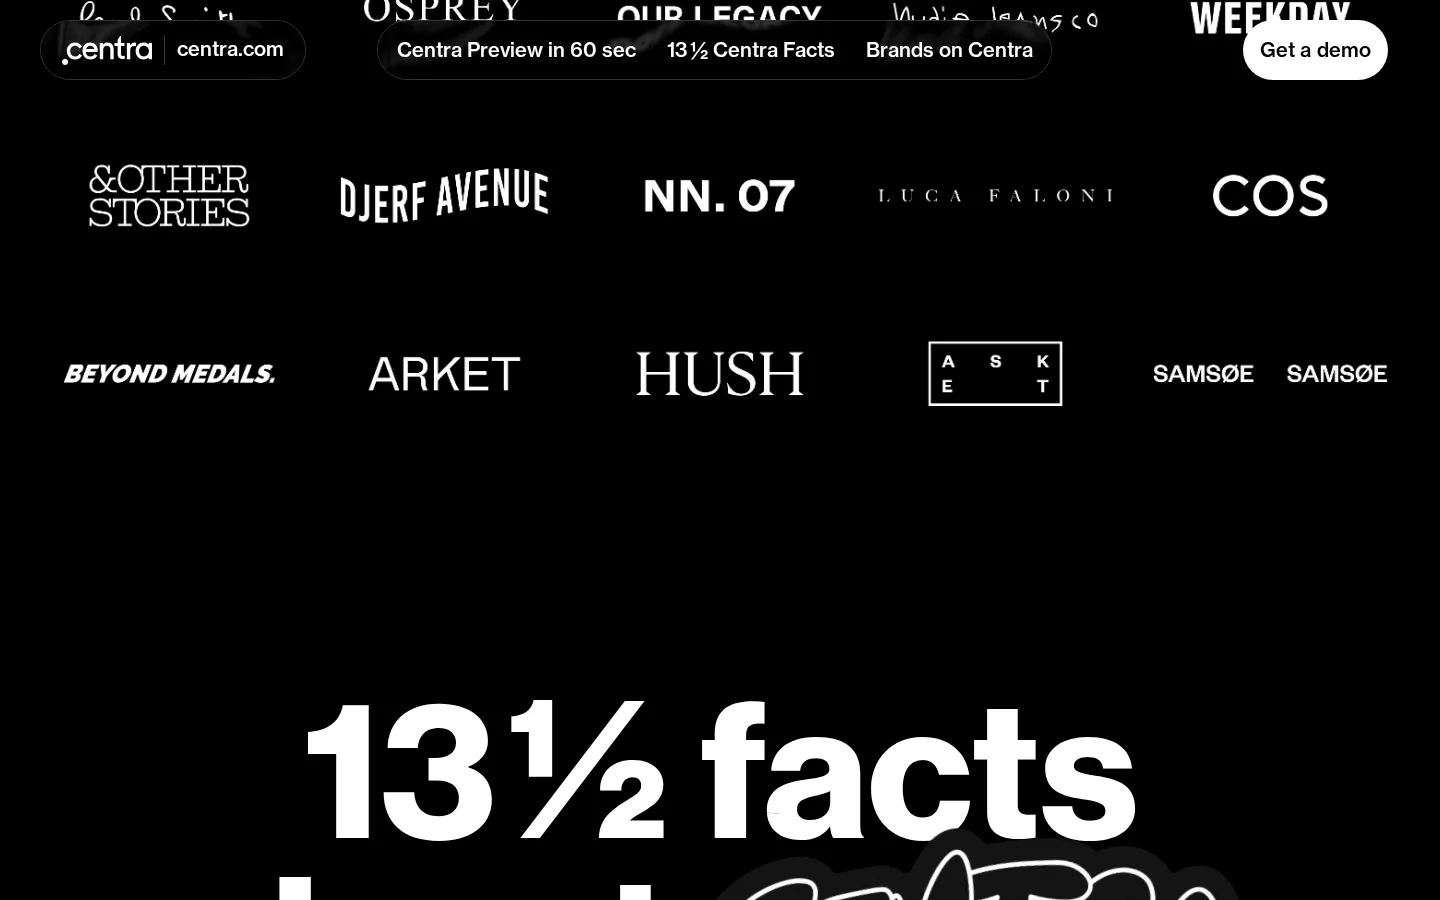 OSPREY
OUR LEGACY
WEEKDAY
centra
centra.com
Centra Preview in 60 sec
13½ Centra Facts
Brands on Centra
Get a demo
&OTHER
STORIES
DJERF AVENUE
NN. 07
LUCA FALONI
COS
BEYOND MEDALS.
ARKET
HUSH
A S K
E T
SAMSØE SAMSØE
13½ facts